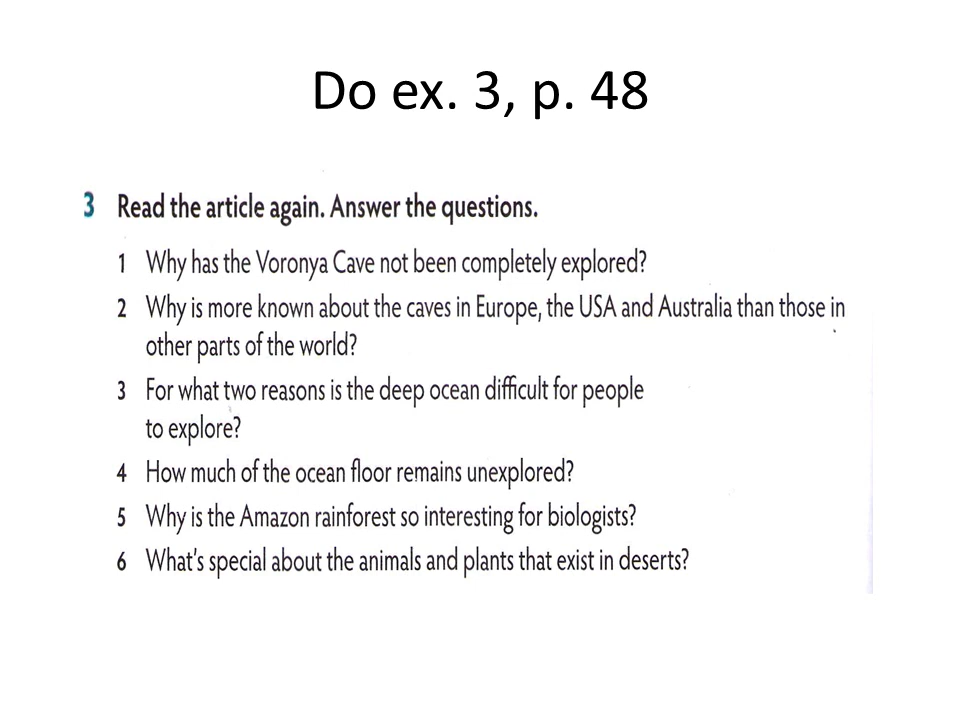 Do ex. 3, p. 48
3 Read the article again. Answer the questions.
1 Why has the Voronya Cave not been completely explored?
2 Why is more known about the caves in Europe, the USA and Australia than those in
other parts of the world?
3 For what two reasons is the deep ocean difficult for people
to explore?
4 How much of the ocean floor remains unexplored?
5 Why is the Amazon rainforest so interesting for biologists?
6 What's special about the animals and plants that exist in deserts?